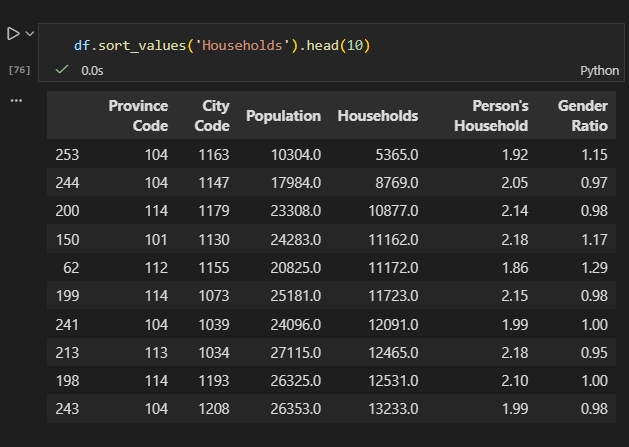 df.sort_values('Households').head(10)
[76] 0.0s Python
...
Province Code City Code Population Households Person's Household Gender Ratio
253 104 1163 10304.0 5365.0 1.92 1.15
244 104 1147 17984.0 8769.0 2.05 0.97
200 114 1179 23308.0 10877.0 2.14 0.98
150 101 1130 24283.0 11162.0 2.18 1.17
62 112 1155 20825.0 11172.0 1.86 1.29
199 114 1073 25181.0 11723.0 2.15 0.98
241 104 1039 24096.0 12091.0 1.99 1.00
213 113 1034 27115.0 12465.0 2.18 0.95
198 114 1193 26325.0 12531.0 2.10 1.00
243 104 1208 26353.0 13233.0 1.99 0.98